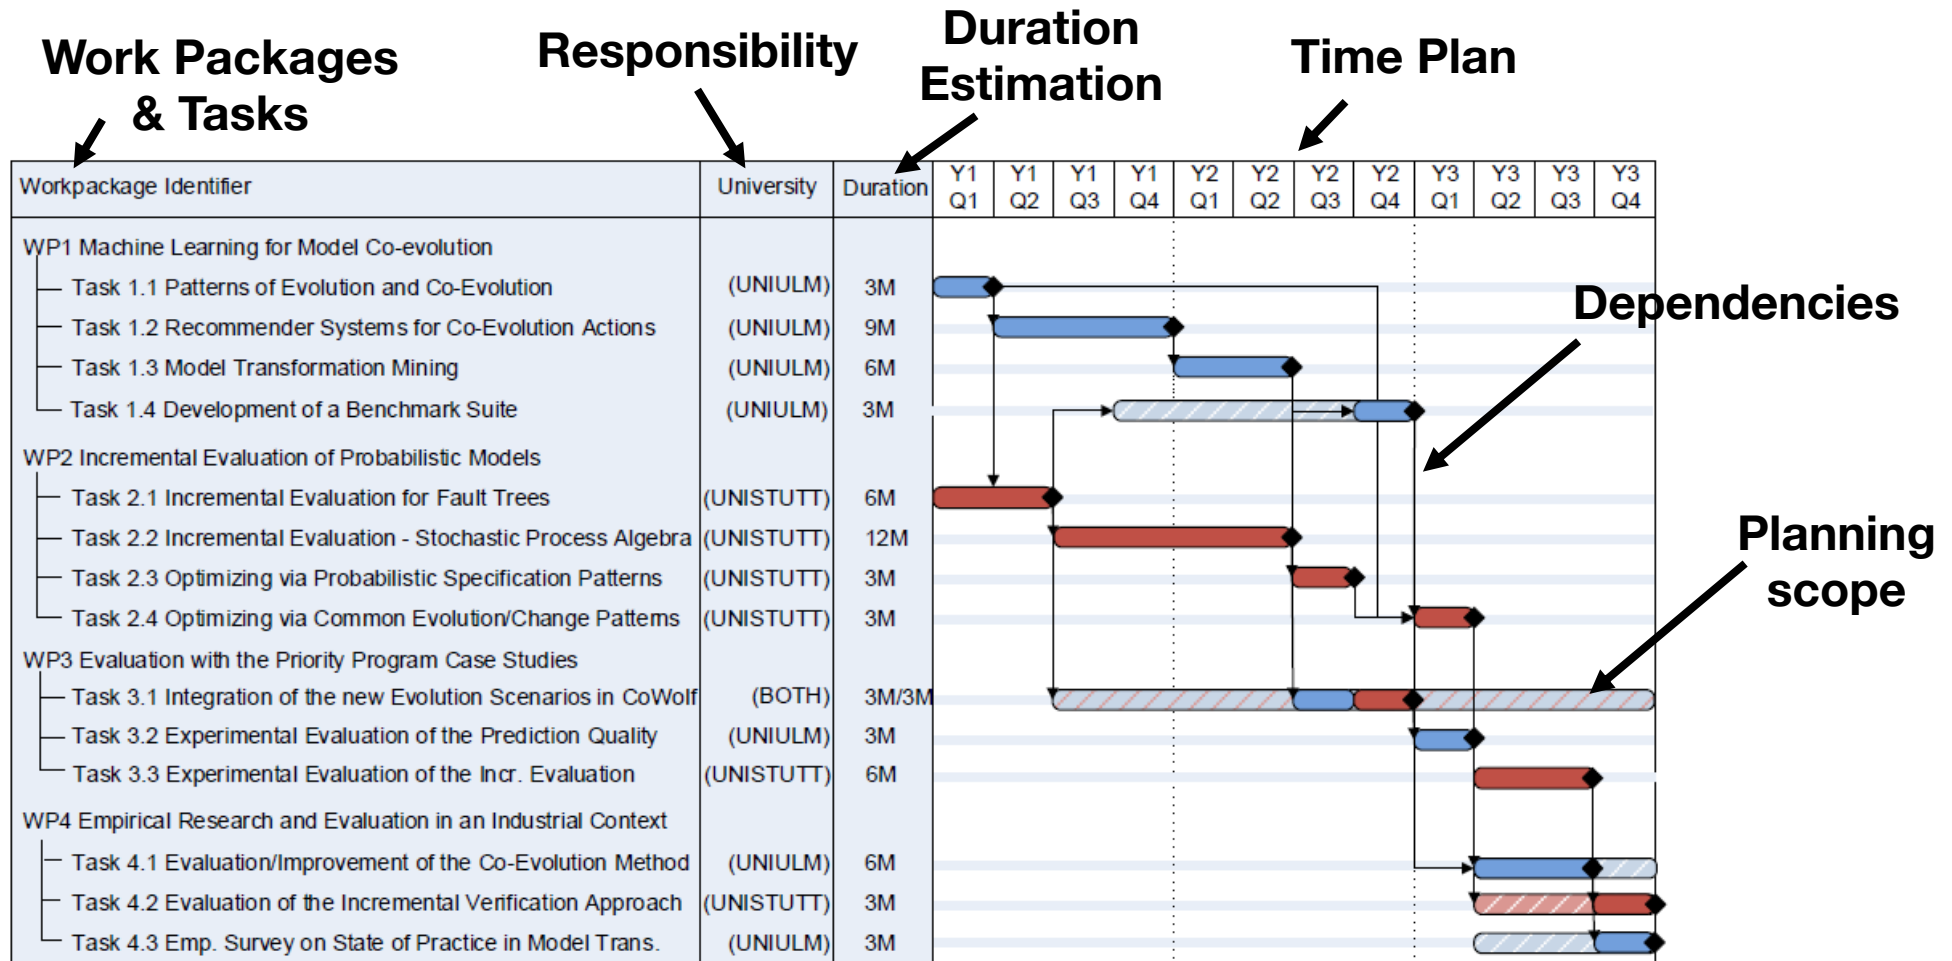 Work Packages
& Tasks
Responsibility
Duration
Estimation
Time Plan
Workpackage Identifier University Duration Y1 Y1 Y1 Y1 Y2 Y2 Y2 Y2 Y3 Y3 Y3 Y3
Q1 Q2 Q3 Q4 Q1 Q2 Q3 Q4 Q1 Q2 Q3 Q4
WP1 Machine Learning for Model Co-evolution
Task 1.1 Patterns of Evolution and Co-Evolution (UNIULM) 3M
Dependencies
Task 1.2 Recommender Systems for Co-Evolution Actions (UNIULM) 9M
Task 1.3 Model Transformation Mining (UNIULM) 6M
Task 1.4 Development of a Benchmark Suite (UNIULM) 3M
WP2 Incremental Evaluation of Probabilistic Models
Task 2.1 Incremental Evaluation for Fault Trees (UNISTUTT) 6M
Task 2.2 Incremental Evaluation - Stochastic Process Algebra (UNISTUTT) 12M
Planning
scope
Task 2.3 Optimizing via Probabilistic Specification Patterns (UNISTUTT) 3M
Task 2.4 Optimizing via Common Evolution/Change Patterns (UNISTUTT) 3M
WP3 Evaluation with the Priority Program Case Studies
Task 3.1 Integration of the new Evolution Scenarios in CoWolf (BOTH) 3M/3M
Task 3.2 Experimental Evaluation of the Prediction Quality (UNIULM) 3M
Task 3.3 Experimental Evaluation of the Incr. Evaluation (UNISTUTT) 6M
WP4 Empirical Research and Evaluation in an Industrial Context
Task 4.1 Evaluation/Improvement of the Co-Evolution Method (UNIULM) 6M
Task 4.2 Evaluation of the Incremental Verification Approach (UNISTUTT) 3M
Task 4.3 Emp. Survey on State of Practice in Model Trans. (UNIULM) 3M